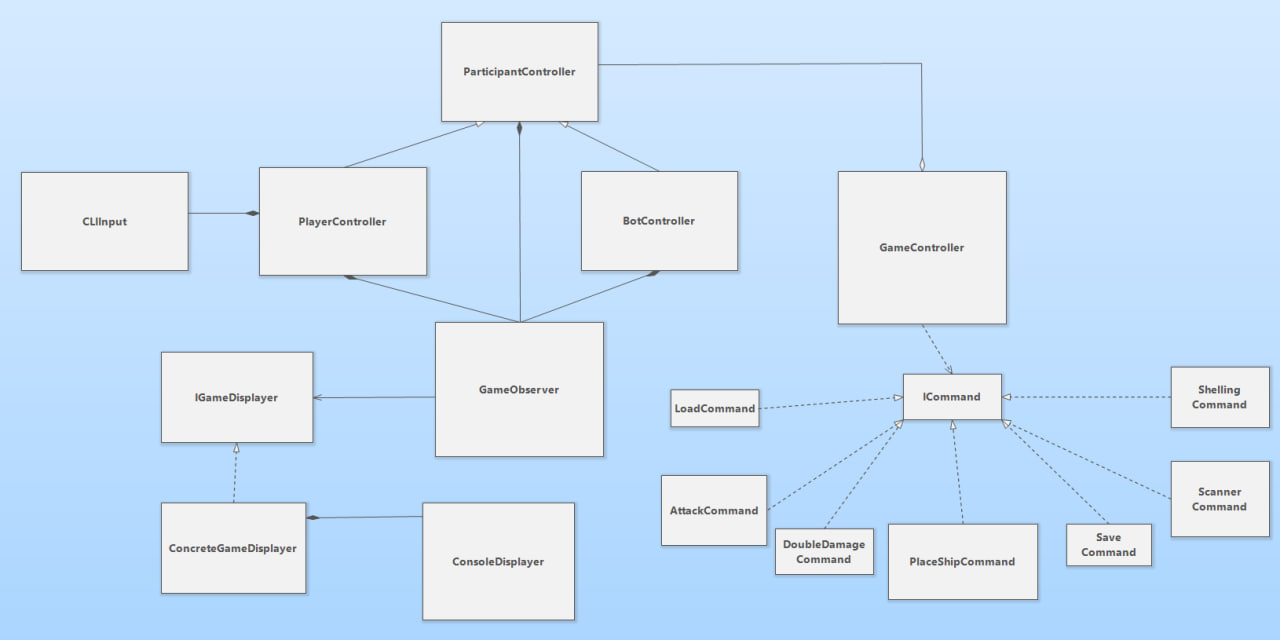 ParticipantController
CLIInput
PlayerController
BotController
GameController
IGameDisplayer
GameObserver
LoadCommand
ICommand
Shelling
Command
AttackCommand
DoubleDamage
Command
PlaceShipCommand
Save
Command
Scanner
Command
ConcreteGameDisplayer
ConsoleDisplayer